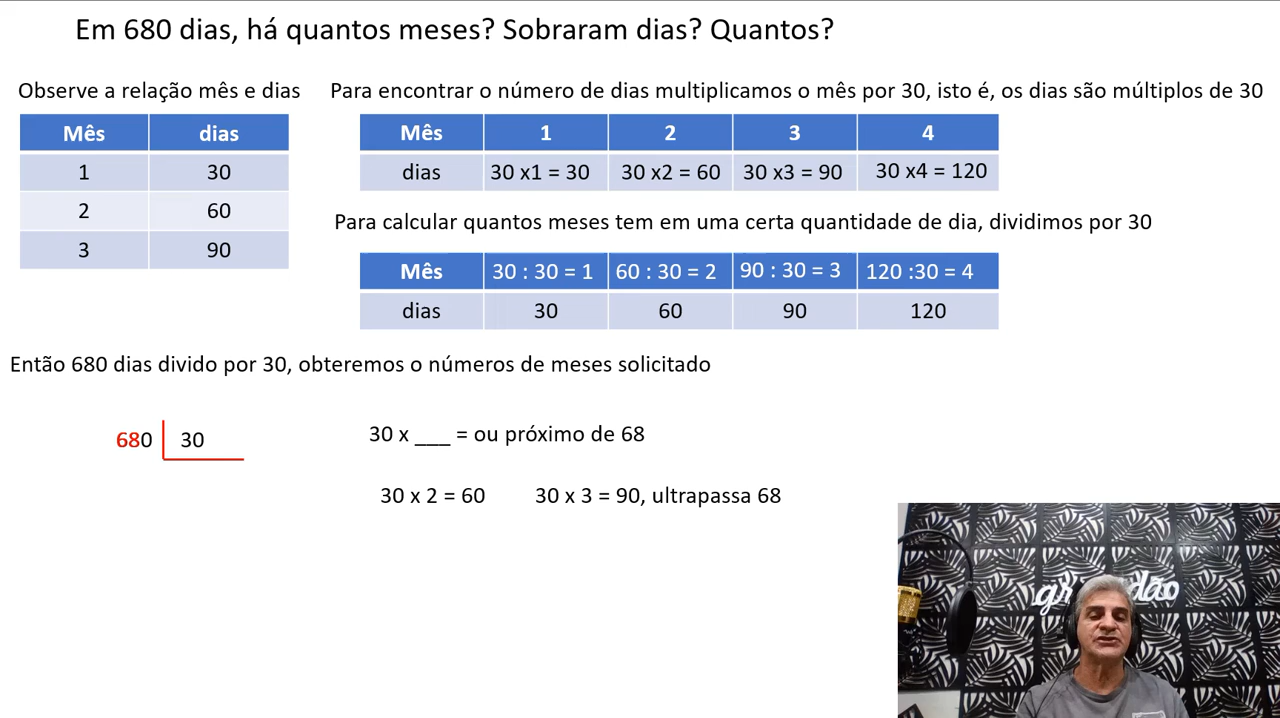 Em 680 dias, há quantos meses? Sobraram dias? Quantos?
Observe a relação mês e dias
Mês dias
1 30
2 60
3 90
Para encontrar o número de dias multiplicamos o mês por 30, isto é, os dias são múltiplos de 30
Mês 1 2 3 4
dias 30 x1 = 30 30 x2 = 60 30 x3 = 90 30 x4 = 120
Para calcular quantos meses tem em uma certa quantidade de dia, dividimos por 30
Mês 30 : 30 = 1 60 : 30 = 2 90 : 30 = 3 120 :30 = 4
dias 30 60 90 120
Então 680 dias divido por 30, obteremos o números de meses solicitado
680 30
30 x ___ = ou próximo de 68
30 x 2 = 60 30 x 3 = 90, ultrapassa 68